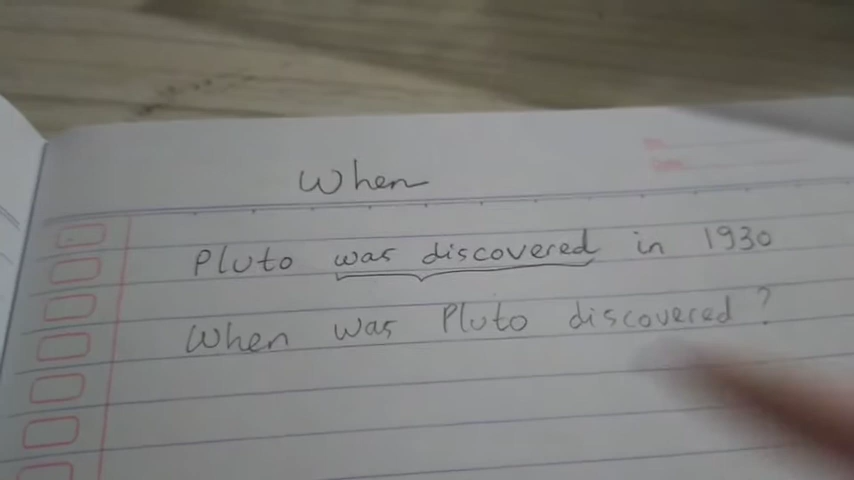 When
Pluto was discovered in 1930
When was Pluto discovered?